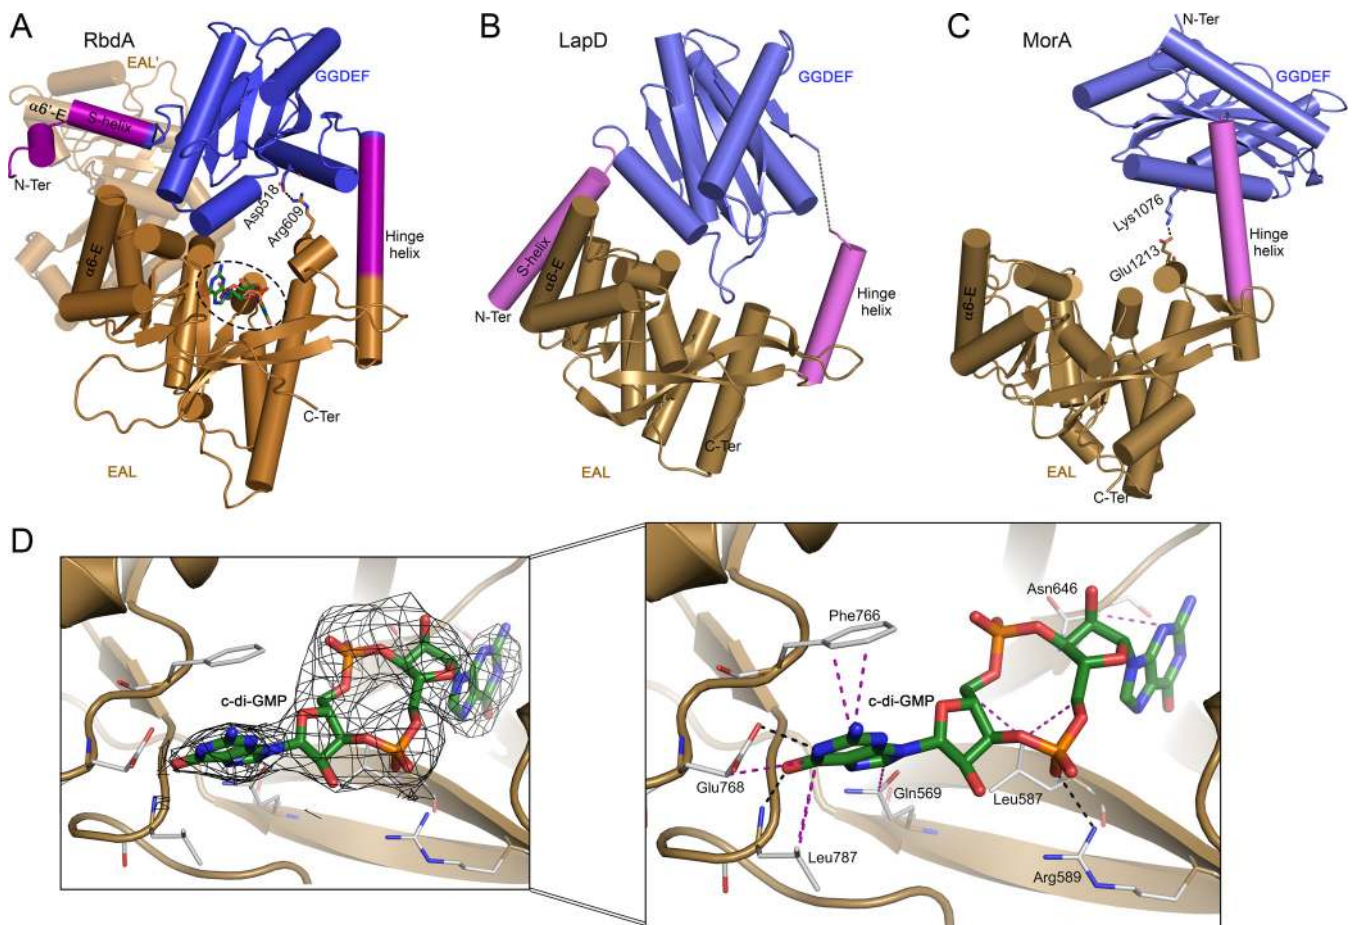 A
RbdA
EAL'
GGDEF
α6'-E
S-helix
N-Ter
Asp518
Arg609
α6-E
Hinge
helix
C-Ter
EAL
B
LapD
GGDEF
S-helix
α6-E
N-Ter
Hinge
helix
C-Ter
EAL
C
MorA
N-Ter
GGDEF
Lys1076
Glu1213
Hinge
helix
α6-E
EAL
C-Ter
D
c-di-GMP
Asn646
Phe766
c-di-GMP
Glu768
Gln569
Leu587
Leu787
Arg589